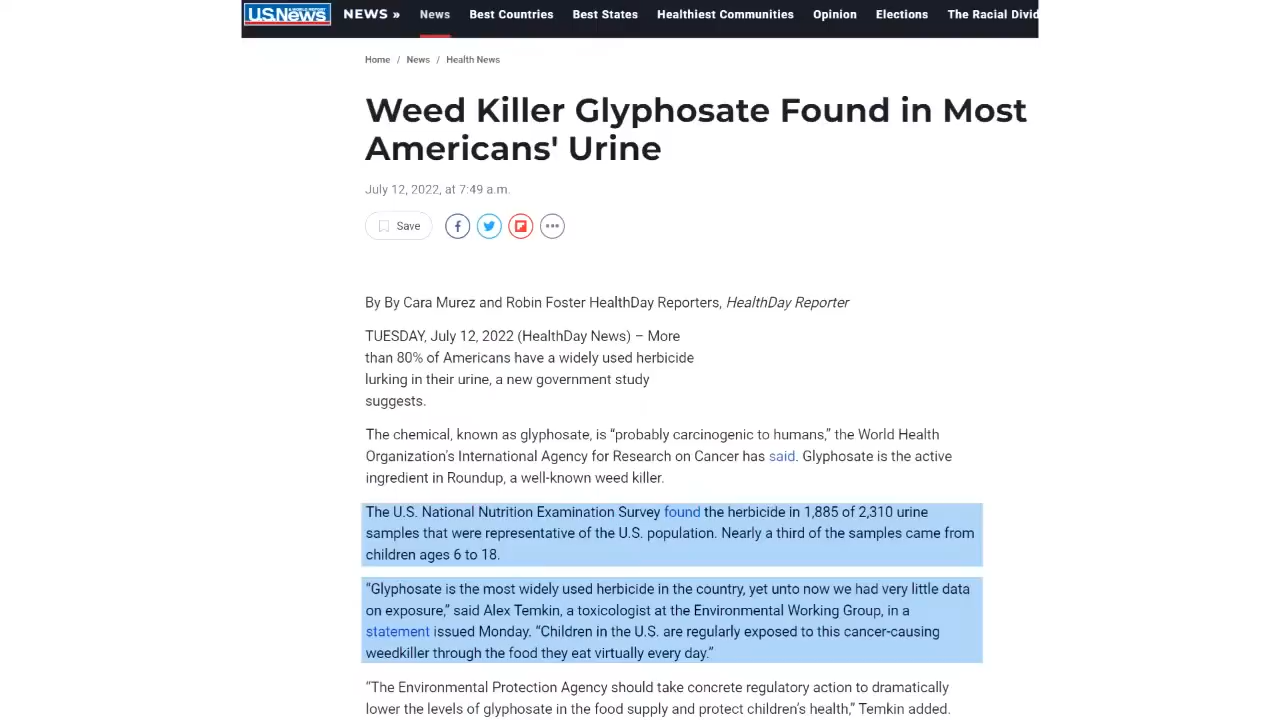 U.S.News
NEWS » News Best Countries Best States Healthiest Communities Opinion Elections The Racial Divid
Home / News / Health News
Weed Killer Glyphosate Found in Most
Americans' Urine
July 12, 2022, at 7:49 a.m.
Save
By By Cara Murez and Robin Foster HealthDay Reporters, HealthDay Reporter
TUESDAY, July 12, 2022 (HealthDay News) – More
than 80% of Americans have a widely used herbicide
lurking in their urine, a new government study
suggests.
The chemical, known as glyphosate, is “probably carcinogenic to humans,” the World Health
Organization’s International Agency for Research on Cancer has said. Glyphosate is the active
ingredient in Roundup, a well-known weed killer.
The U.S. National Nutrition Examination Survey found the herbicide in 1,885 of 2,310 urine
samples that were representative of the U.S. population. Nearly a third of the samples came from
children ages 6 to 18.
“Glyphosate is the most widely used herbicide in the country, yet unto now we had very little data
on exposure,” said Alex Temkin, a toxicologist at the Environmental Working Group, in a
statement issued Monday. “Children in the U.S. are regularly exposed to this cancer-causing
weedkiller through the food they eat virtually every day.”
“The Environmental Protection Agency should take concrete regulatory action to dramatically
lower the levels of glyphosate in the food supply and protect children’s health,” Temkin added.